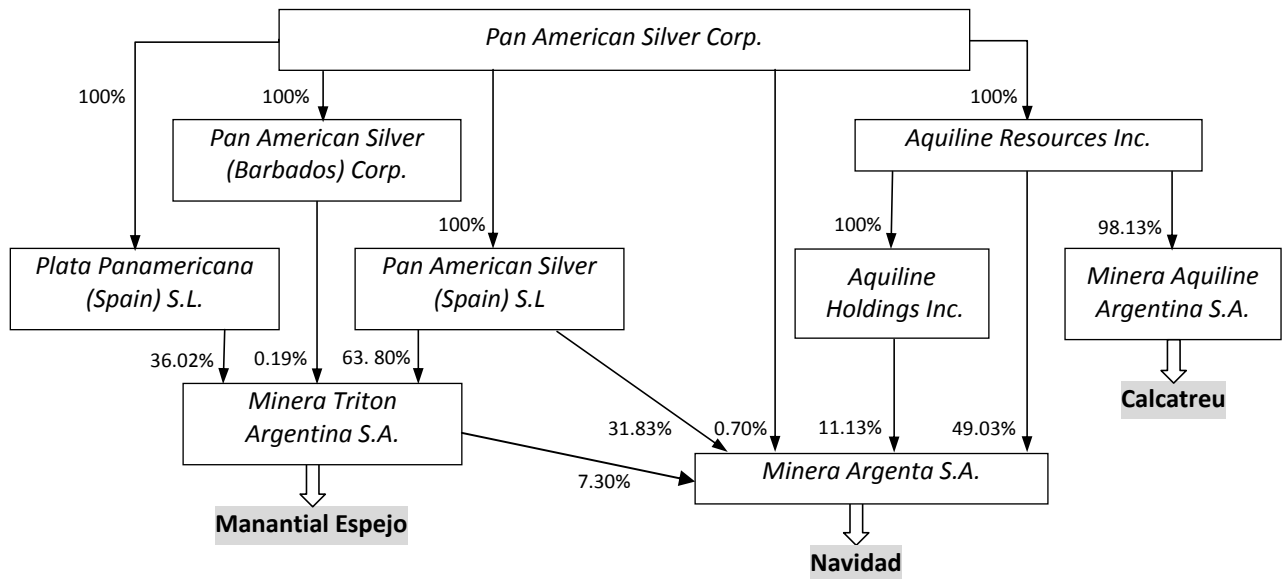 Pan American Silver Corp.
100%
100%
100%
Pan American Silver
(Barbados) Corp.
Aquiline Resources Inc.
100%
100%
98.13%
Plata Panamericana
(Spain) S.L.
Pan American Silver
(Spain) S.L
Aquiline
Holdings Inc.
Minera Aquiline
Argentina S.A.
36.02%
0.19%
63. 80%
Calcatreu
Minera Triton
Argentina S.A.
31.83%
0.70%
11.13%
49.03%
7.30%
Minera Argenta S.A.
Manantial Espejo
Navidad